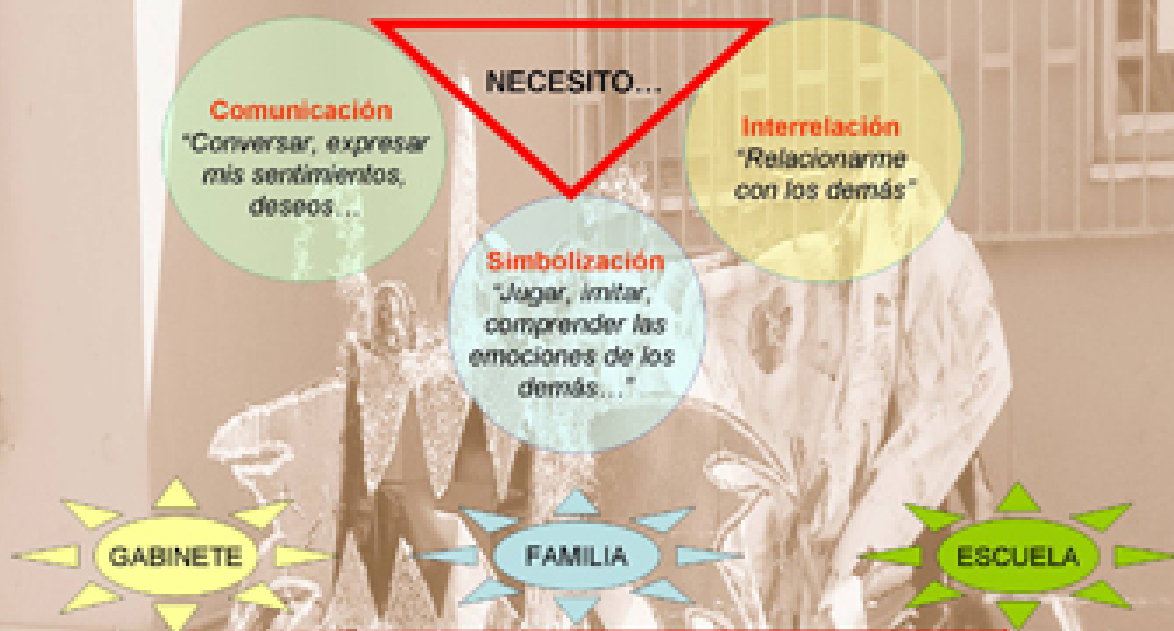 NECESITO...
Comunicación
"Conversar, expresar
mis sentimientos,
deseos...
Interrelación
"Relacionarme
con los demás"
Simbolización
"Jugar, imitar,
comprender las
emociones de los
demás..."
GABINETE
FAMILIA
ESCUELA